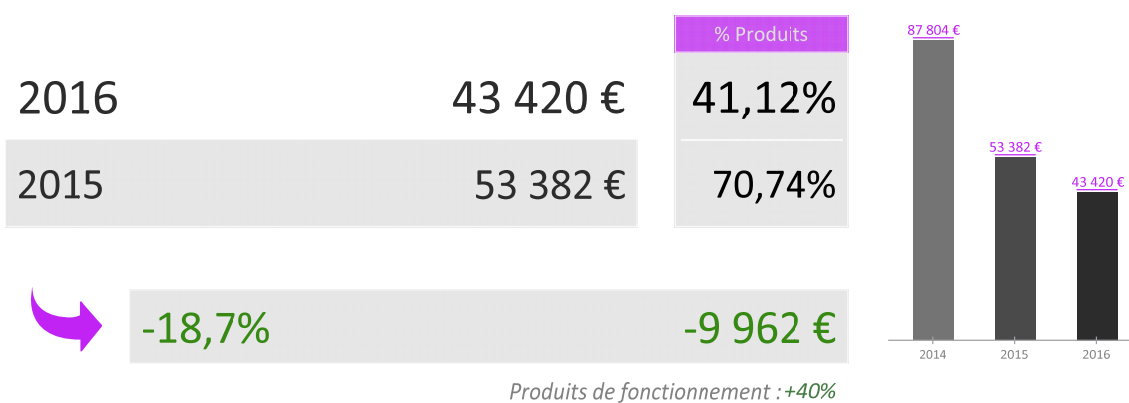 % Produits
2016 43 420 € 41,12%
2015 53 382 € 70,74%
-18,7% -9 962 €
Produits de fonctionnement : +40%
87 804 €
53 382 €
43 420 €
2014 2015 2016